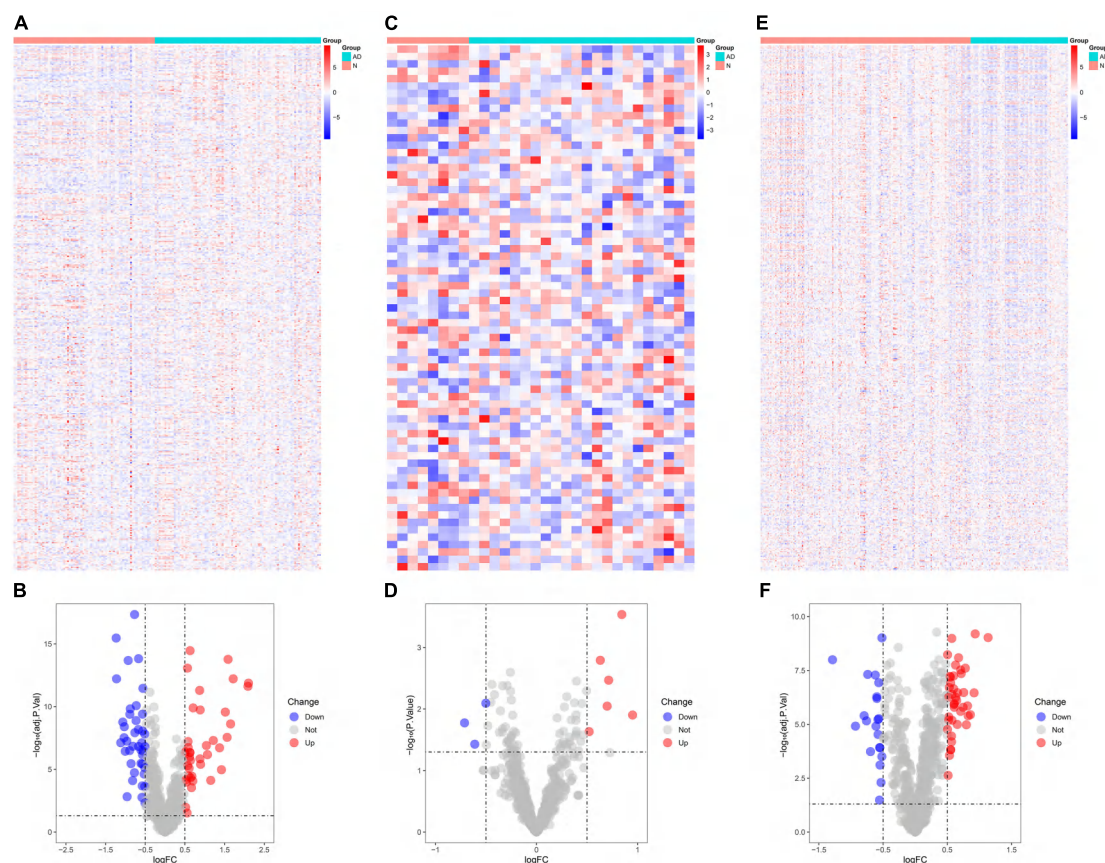 A
Group
5
0
−5
Group
AD
N
C
Group
3
2
1
0
−1
−2
−3
Group
AD
N
E
Group
5
0
−5
Group
AD
N
B
−log₁₀(adj.P.Val)
15
10
5
0
−2.5
−1.5
−0.5
0.5
1.5
2.5
logFC
Change
Down
Not
Up
D
−log₁₀(P.Value)
3
2
1
0
−1
0
1
logFC
Change
Down
Not
Up
F
−log₁₀(adj.P.Val)
10.0
7.5
5.0
2.5
0.0
−1.5
−0.5
0.5
1.5
logFC
Change
Down
Not
Up